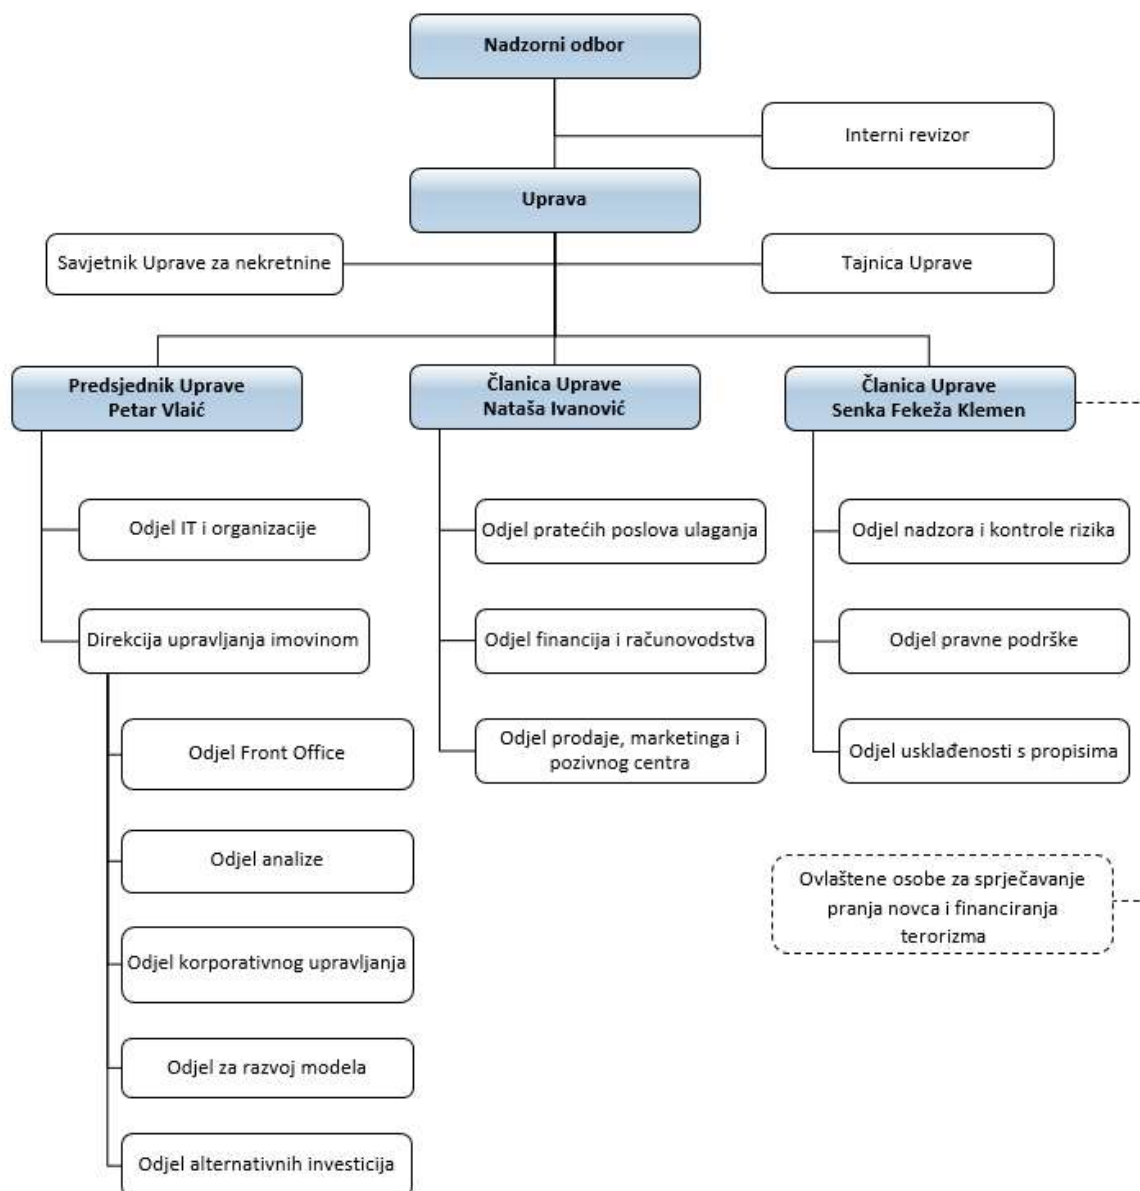 Nadzorni odbor
Interni revizor
Uprava
Savjetnik Uprave za nekretnine
Tajnica Uprave
Predsjednik Uprave
Petar Vlaić
Članica Uprave
Nataša Ivanović
Članica Uprave
Senka Fekeža Klemen
Odjel IT i organizacije
Direkcija upravljanja imovinom
Odjel Front Office
Odjel analize
Odjel korporativnog upravljanja
Odjel za razvoj modela
Odjel alternativnih investicija
Odjel pratećih poslova ulaganja
Odjel financija i računovodstva
Odjel prodaje, marketinga i
pozivnog centra
Odjel nadzora i kontrole rizika
Odjel pravne podrške
Odjel usklađenosti s propisima
Ovlaštene osobe za sprječavanje
pranja novca i financiranja
terorizma